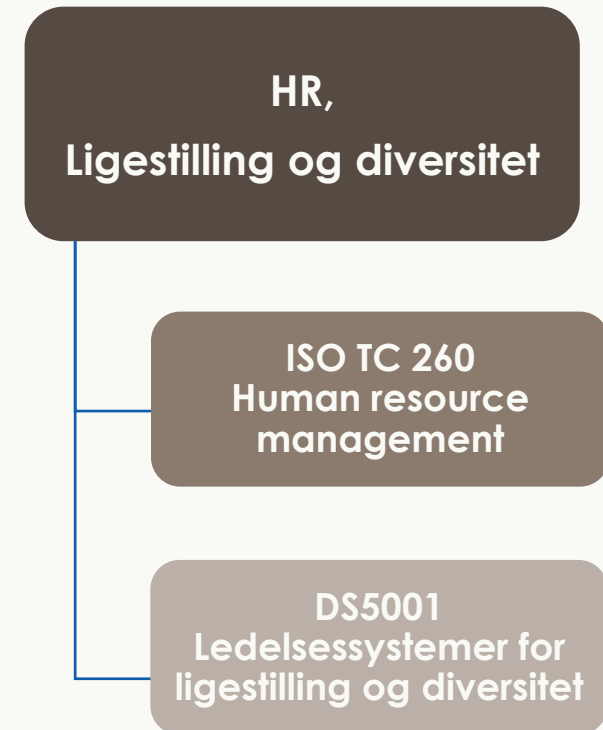 HR,
Ligestilling og diversitet
ISO TC 260
Human resource
management
DS5001
Ledelsessystemer for
ligestilling og diversitet